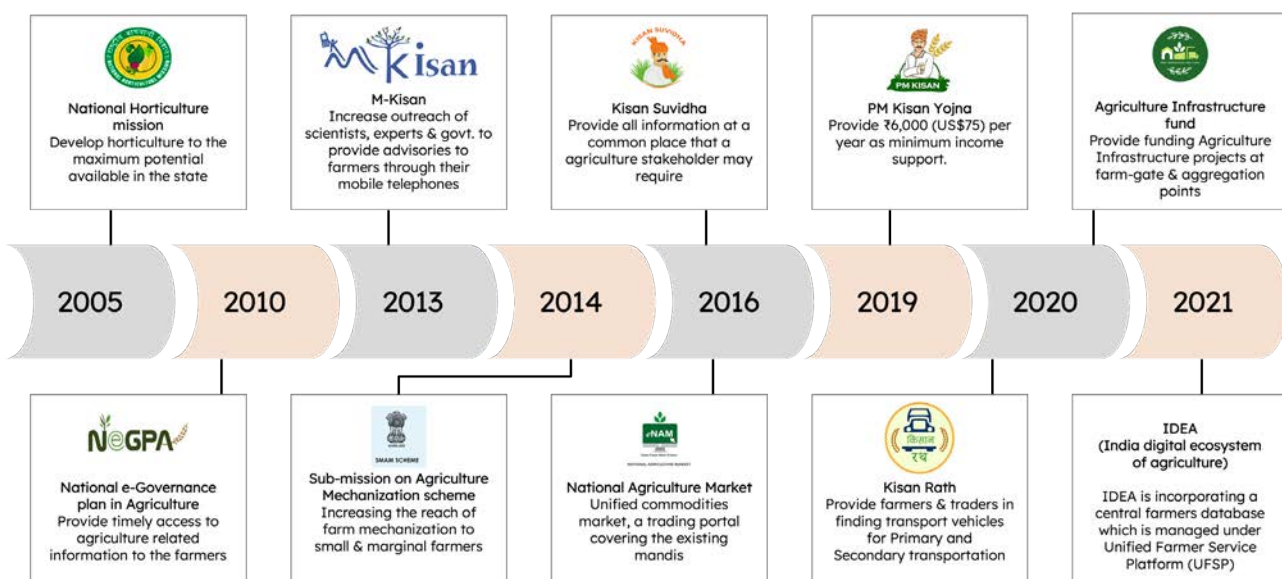 National Horticulture
mission
Develop horticulture to the
maximum potential
available in the state
M Kisan
M-Kisan
Increase outreach of
scientists, experts & govt. to
provide advisories to
farmers through their
mobile telephones
KISAN SUVIDHA
Kisan Suvidha
Provide all information at a
common place that a
agriculture stakeholder may
require
PM KISAN
PM Kisan Yojna
Provide ₹6,000 (US$75) per
year as minimum income
support.
Agriculture Infrastructure
fund
Provide funding Agriculture
Infrastructure projects at
farm-gate & aggregation
points
2005
2010
2013
2014
2016
2019
2020
2021
NeGPA
National e-Governance
plan in Agriculture
Provide timely access to
agriculture related
information to the farmers
SMAM SCHEME
Sub-mission on Agriculture
Mechanization scheme
Increasing the reach of
farm mechanization to
small & marginal farmers
eNAM
NATIONAL AGRICULTURE MARKET
National Agriculture Market
Unified commodities
market, a trading portal
covering the existing
mandis
किसान
रथ
Kisan Rath
Provide farmers & traders in
finding transport vehicles
for Primary and
Secondary transportation
IDEA
(India digital ecosystem
of agriculture)
IDEA is incorporating a
central farmers database
which is managed under
Unified Farmer Service
Platform (UFSP)